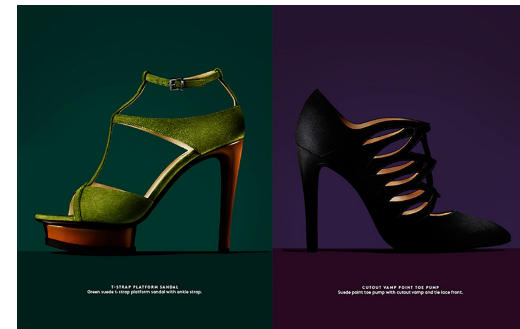 T-STRAP PLATFORM SANDAL
Green suede t-strap platform sandal with ankle strap.
CUTOUT VAMP POINT TOE PUMP
Suede point toe pump with cutout vamp and tie lace front.